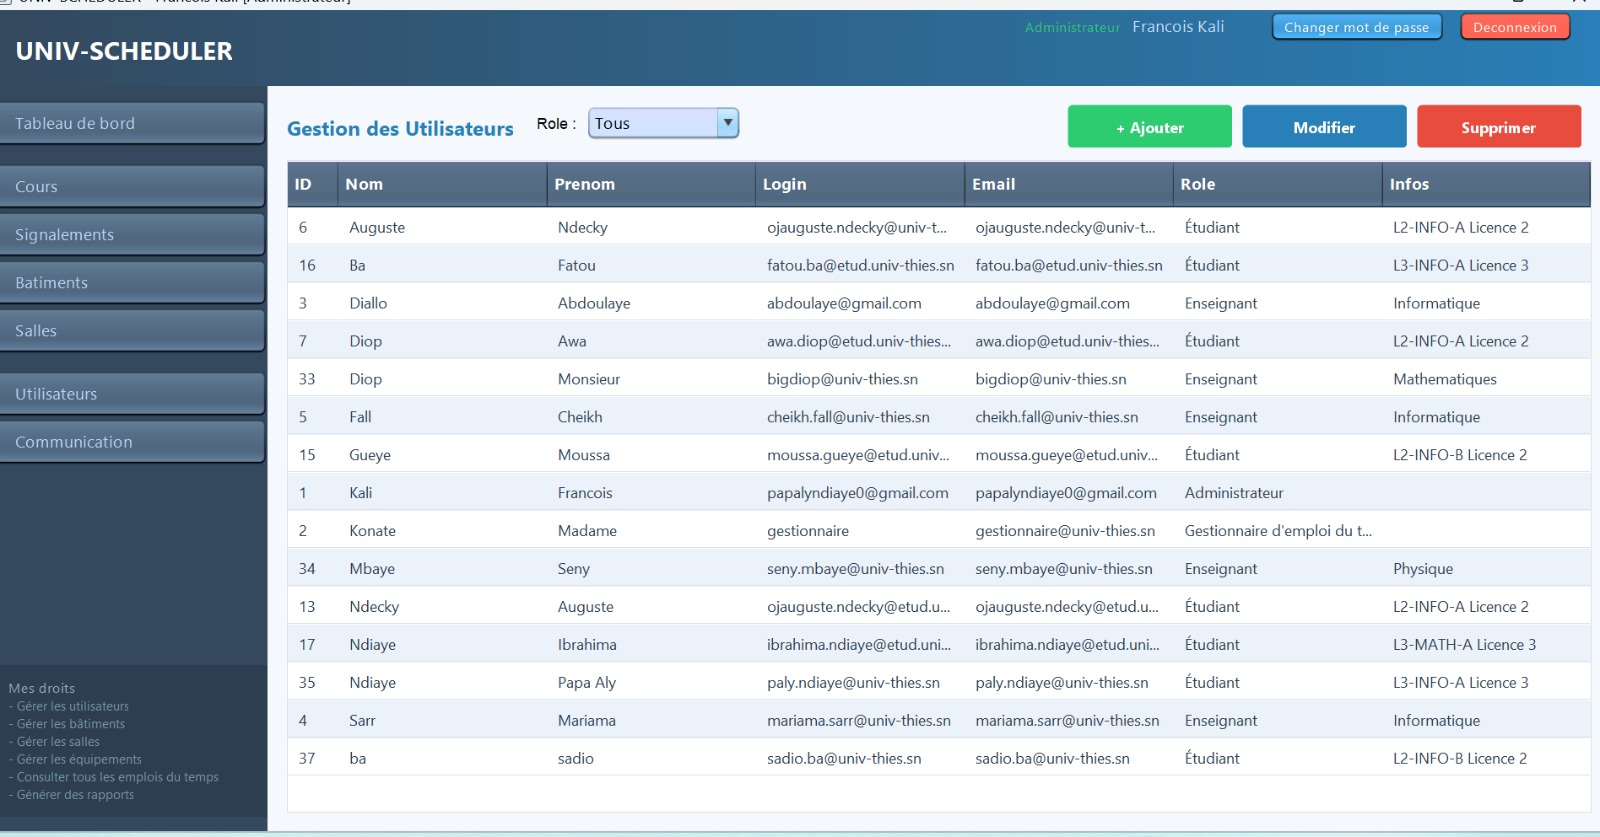 UNIV-SCHEDULER - Francois Kali [Administrateur]
UNIV-SCHEDULER
Administrateur Francois Kali Changer mot de passe Deconnexion
Tableau de bord
Cours
Signalements
Batiments
Salles
Utilisateurs
Communication
Mes droits
- Gérer les utilisateurs
- Gérer les bâtiments
- Gérer les salles
- Gérer les équipements
- Consulter tous les emplois du temps
- Générer des rapports
Gestion des Utilisateurs Role : Tous + Ajouter Modifier Supprimer
ID Nom Prenom Login Email Role Infos
6 Auguste Ndecky ojauguste.ndecky@univ-t... ojauguste.ndecky@univ-t... Étudiant L2-INFO-A Licence 2
16 Ba Fatou fatou.ba@etud.univ-thies.sn fatou.ba@etud.univ-thies.sn Étudiant L3-INFO-A Licence 3
3 Diallo Abdoulaye abdoulaye@gmail.com abdoulaye@gmail.com Enseignant Informatique
7 Diop Awa awa.diop@etud.univ-thies... awa.diop@etud.univ-thies... Étudiant L2-INFO-A Licence 2
33 Diop Monsieur bigdiop@univ-thies.sn bigdiop@univ-thies.sn Enseignant Mathematiques
5 Fall Cheikh cheikh.fall@univ-thies.sn cheikh.fall@univ-thies.sn Enseignant Informatique
15 Gueye Moussa moussa.gueye@etud.univ... moussa.gueye@etud.univ... Étudiant L2-INFO-B Licence 2
1 Kali Francois papalyndiaye0@gmail.com papalyndiaye0@gmail.com Administrateur
2 Konate Madame gestionnaire gestionnaire@univ-thies.sn Gestionnaire d'emploi du t...
34 Mbaye Seny seny.mbaye@univ-thies.sn seny.mbaye@univ-thies.sn Enseignant Physique
13 Ndecky Auguste ojauguste.ndecky@etud.u... ojauguste.ndecky@etud.u... Étudiant L2-INFO-A Licence 2
17 Ndiaye Ibrahima ibrahima.ndiaye@etud.uni... ibrahima.ndiaye@etud.uni... Étudiant L3-MATH-A Licence 3
35 Ndiaye Papa Aly paly.ndiaye@univ-thies.sn paly.ndiaye@univ-thies.sn Étudiant L3-INFO-A Licence 3
4 Sarr Mariama mariama.sarr@univ-thies.sn mariama.sarr@univ-thies.sn Enseignant Informatique
37 ba sadio sadio.ba@univ-thies.sn sadio.ba@univ-thies.sn Étudiant L2-INFO-B Licence 2